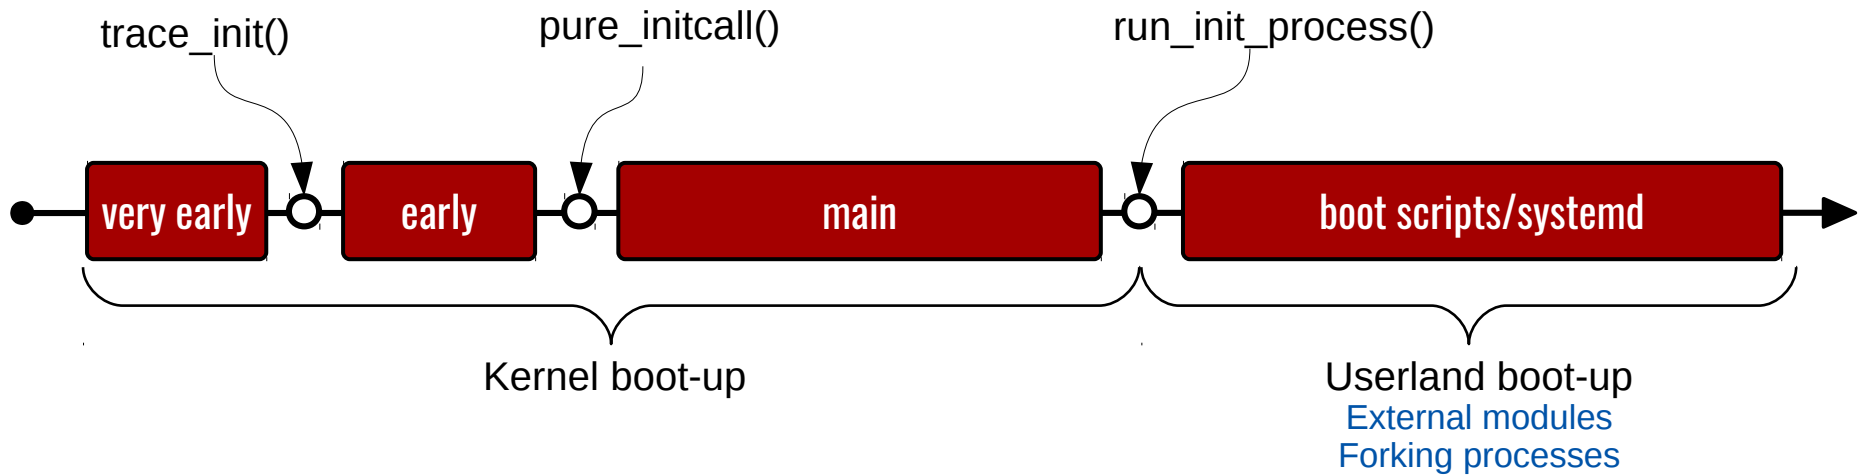 trace_init()
pure_initcall()
run_init_process()
very early
early
main
boot scripts/systemd
Kernel boot-up
Userland boot-up
External modules
Forking processes